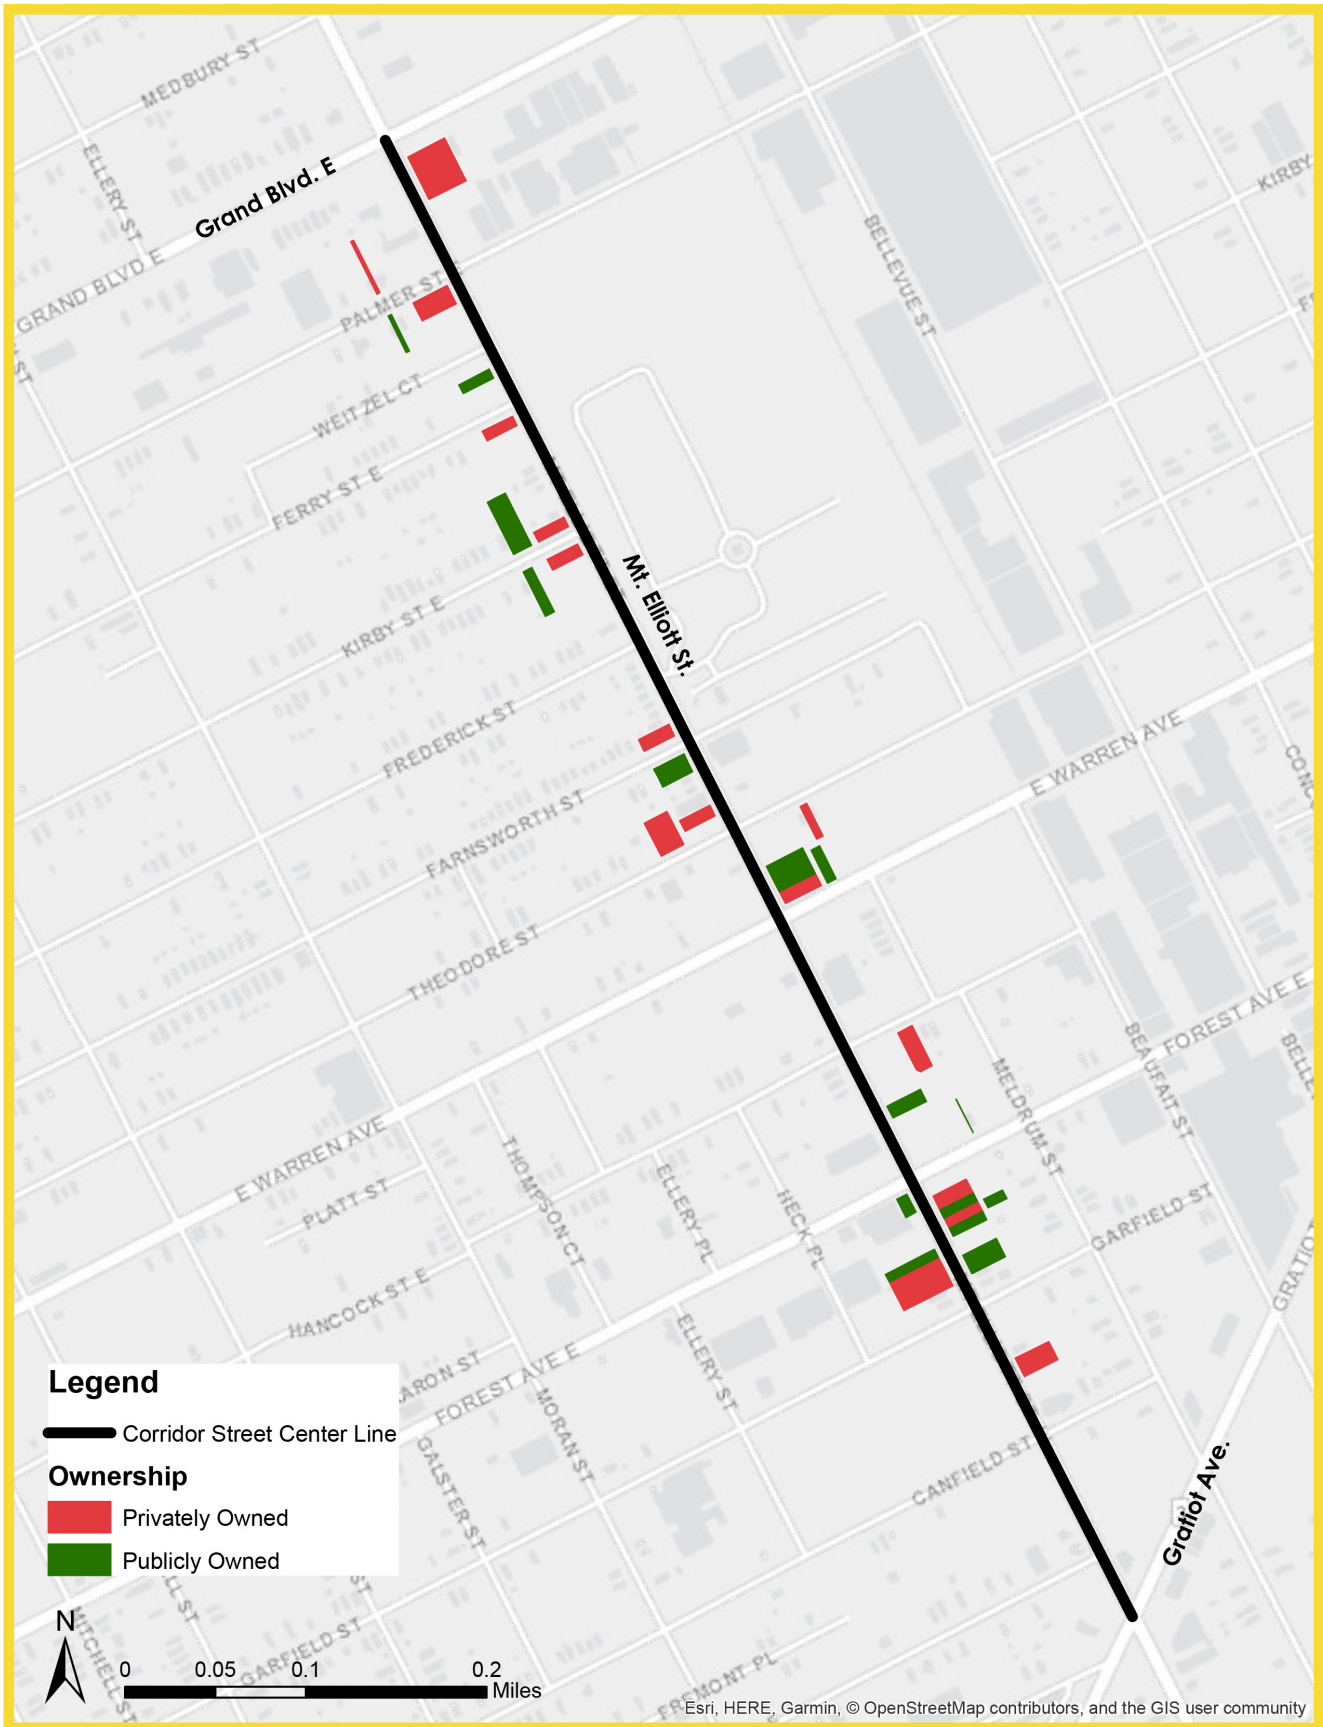 MEDBURY ST
ELLERY ST
Grand Blvd. E
GRAND BLVD E
KIRBY
BELLEVUE ST
PALMER ST
WEITZEL CT
FERRY ST E
KIRBY ST E
Mt. Elliott St.
FREDERICK ST
E WARREN AVE
FARNSWORTH ST
THEODORE ST
FOREST AVE E
BEAUFAIT ST
MELDRUM ST
E WARREN AVE
PLATT ST
THOMPSON CT
ELLERY PL
HECK PL
GARFIELD ST
GRATIOT
HANCOCK ST E
ELLERY ST
FOREST AVE E
MORAN ST
GALSTER ST
CANFIELD ST
Gratiot Ave.
Legend
Corridor Street Center Line
Ownership
Privately Owned
Publicly Owned
MITCHELL ST
GARFIELD ST
FREMONT PL
N
0 0.05 0.1 0.2
Miles
Esri, HERE, Garmin, © OpenStreetMap contributors, and the GIS user community